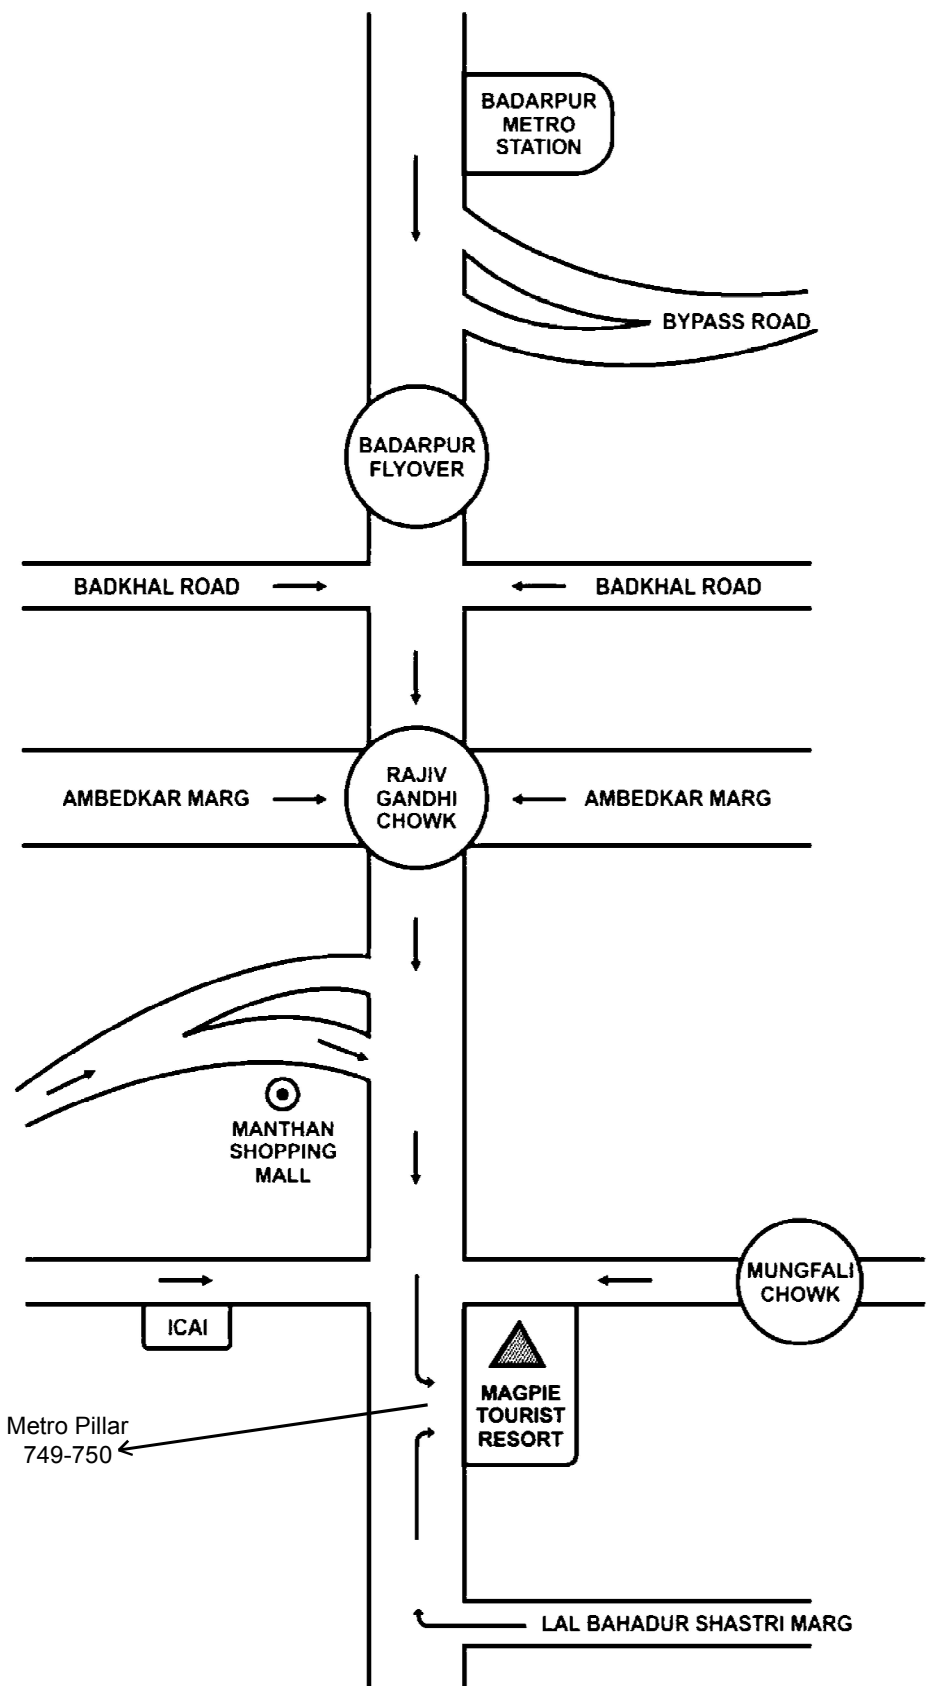 BADARPUR
METRO
STATION
BYPASS ROAD
BADARPUR
FLYOVER
BADKHAL ROAD
BADKHAL ROAD
RAJIV
GANDHI
CHOWK
AMBEDKAR MARG
AMBEDKAR MARG
MANTHAN
SHOPPING
MALL
MUNGFALI
CHOWK
ICAI
MAGPIE
TOURIST
RESORT
Metro Pillar
749-750
LAL BAHADUR SHASTRI MARG